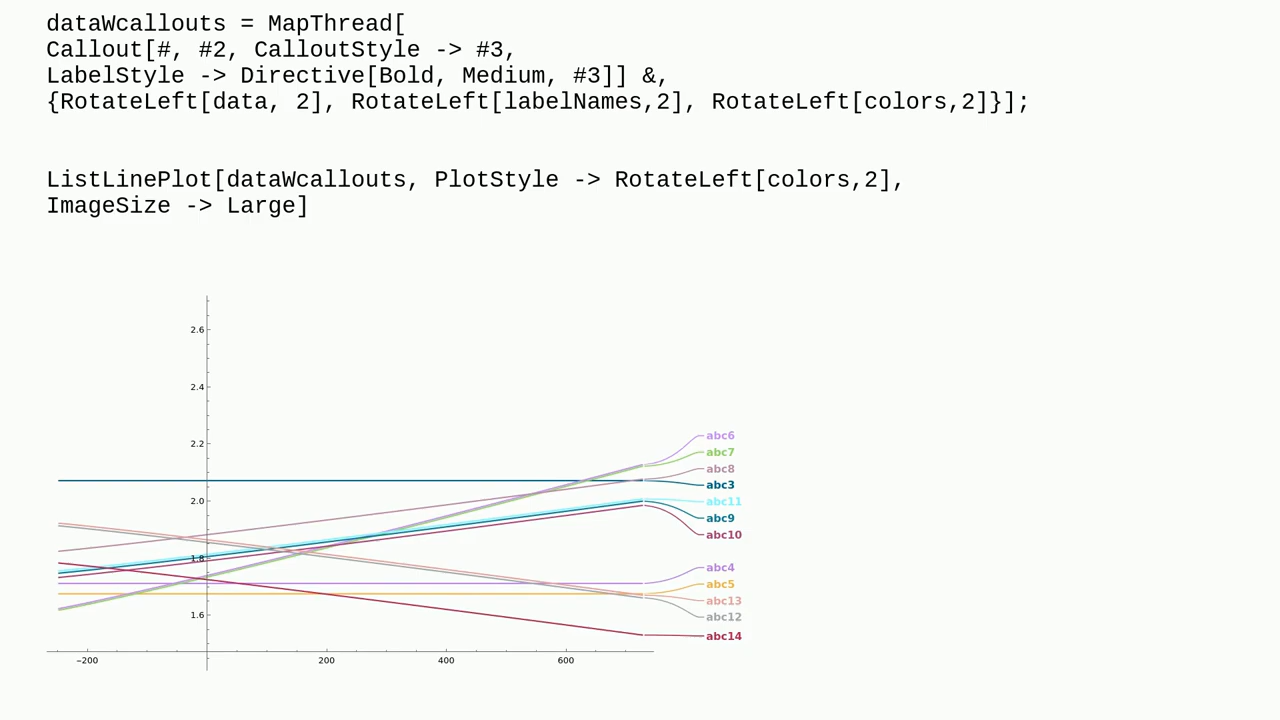 dataWcallouts = MapThread[
Callout[#, #2, CalloutStyle -> #3,
LabelStyle -> Directive[Bold, Medium, #3]] &,
{RotateLeft[data, 2], RotateLeft[labelNames,2], RotateLeft[colors,2]}];
ListLinePlot[dataWcallouts, PlotStyle -> RotateLeft[colors,2],
ImageSize -> Large]
2.6
2.4
2.2
2.0
1.8
1.6
−200
200
400
600
abc6
abc7
abc8
abc3
abc11
abc9
abc10
abc4
abc5
abc13
abc12
abc14